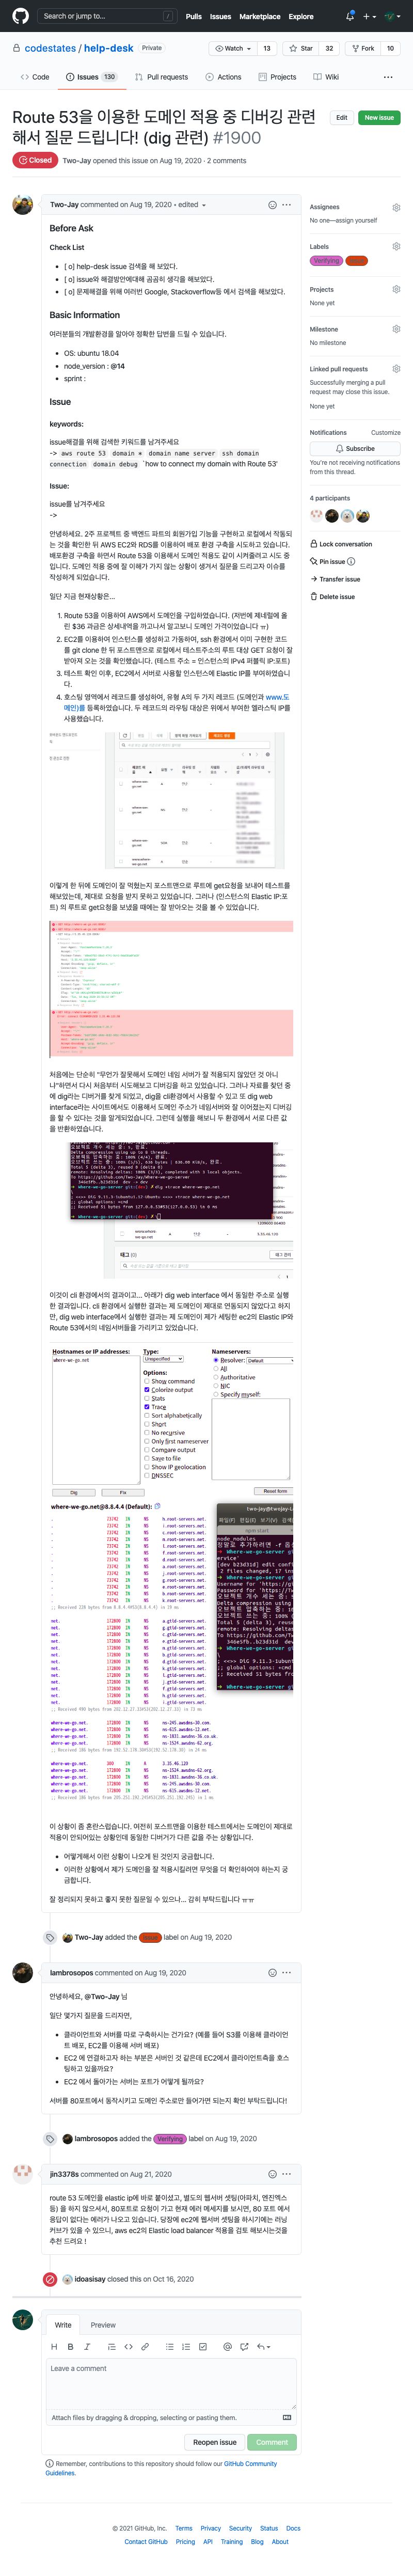 Search or jump to...
/
Pulls Issues Marketplace Explore
codestates / help-desk Private
Watch 13 Star 32 Fork 10
Code Issues 130 Pull requests Actions Projects Wiki
Route 53을 이용한 도메인 적용 중 디버깅 관련
해서 질문 드립니다! (dig 관련) #1900
Edit New issue
Closed Two-Jay opened this issue on Aug 19, 2020 · 2 comments
Two-Jay commented on Aug 19, 2020 • edited
Before Ask
Check List
[ o] help-desk issue 검색을 해 보았다.
[ o] issue와 해결방안에대해 곰곰히 생각을 해보았다.
[ o] 문제해결을 위해 여러번 Google, Stackoverflow등 에서 검색을 해보았다.
Basic Information
여러분들의 개발환경을 알아야 정확한 답변을 드릴 수 있습니다.
OS: ubuntu 18.04
node_version : @14
sprint :
Issue
keywords:
issue해결을 위해 검색한 키워드를 남겨주세요
-> aws route 53 domain = domain name server ssh domain
connection domain debug `how to connect my domain with Route 53'
Issue:
issue를 남겨주세요
->
안녕하세요. 2주 프로젝트 중 백엔드 파트의 회원가입 기능을 구현하고 로컬에서 작동되
는 것을 확인한 뒤 AWS EC2와 RDS를 이용하여 배포 환경 구축을 시도하고 있습니다.
배포환경 구축을 하면서 Route 53을 이용해서 도메인 적용도 같이 시켜줄려고 시도 중
입니다. 도메인 적용 중에 잘 이해가 가지 않는 상황이 생겨서 질문을 드리고자 이슈를
작성하게 되었습니다.
일단 지금 현재상황은...
1. Route 53을 이용하여 AWS에서 도메인을 구입하였습니다. (저번에 제네럴에 올
린 $36 과금은 상세내역을 까고나서 알고보니 도메인 가격이었습니다 ㅠ)
2. EC2를 이용하여 인스턴스를 생성하고 가동하여, ssh 환경에서 이미 구현한 코드
를 git clone 한 뒤 포스트맨으로 로컬에서 테스트주소의 루트 대상 GET 요청이 잘
받아져 오는 것을 확인했습니다. (테스트 주소 = 인스턴스의 IPv4 퍼블릭 IP:포트)
3. 테스트 확인 이후, EC2에서 서버로 사용할 인스턴스에 Elastic IP를 부여하였습니
다.
4. 호스팅 영역에서 레코드를 생성하여, 유형 A의 두 가지 레코드 (도메인과 www.도
메인)를 등록하였습니다. 두 레코드의 라우팅 대상은 위에서 부여한 엘라스틱 IP를
사용했습니다.
이렇게 한 뒤에 도메인이 잘 먹혔는지 포스트맨으로 루트에 get요청을 보내어 테스트를
해보았는데, 제대로 요청을 받지 못하고 있었습니다. 그러나 (인스턴스의 Elastic IP:포
트) 의 루트로 get요청을 보냈을 때에는 잘 받아오는 것을 볼 수 있었습니다.
처음에는 단순히 "무언가 잘못해서 도메인 네임 서버가 잘 적용되지 않았던 것 아니
냐"하면서 다시 처음부터 시도해보고 디버깅을 하고 있었습니다. 그러나 자료를 찾던 중
에 dig라는 디버거를 찾게 되었고, dig을 cli환경에서 사용할 수 있고 또 dig web
interface라는 사이트에서도 이용해서 도메인 주소가 네임서버와 잘 이어졌는지 디버깅
을 할 수 있다는 것을 알게되었습니다. 그런데 실행을 해보니 두 환경에서 서로 다른 값
을 반환하였습니다.
이것이 cli 환경에서의 결과이고... 아래가 dig web interface 에서 동일한 주소로 실행
한 결과입니다. cli 환경에서 실행한 결과는 제 도메인이 제대로 연동되지 않았다고 하지
만, dig web interface에서 실행한 결과는 제 도메인이 제가 세팅한 ec2의 elastic IP와
Route 53에서의 네임서버들을 가리키고 있었습니다.
Hostnames or IP addresses:
where-we-go.net
Type:
Unspecified
Options:
Show command
Colorize output
Stats
Trace
Sort alphabetically
Short
No recursive
Only first nameserver
Compare output
Save to file
Show IP geolocation
DNSSEC
Nameservers:
Resolver: Default
All
Authoritative
NIC
Specify myself:
Dig Fix Reset form
where-we-go.net@8.8.4.4 (Default):
이 상황이 좀 혼란스럽습니다. 여전히 포스트맨을 이용한 테스트에서는 도메인이 제대로
적용이 안되어있는 상황인데 동일한 디버거가 다른 값을 주는 상황입니다.
어떻게해서 이런 상황이 나오게 된 것인지 궁금합니다.
이러한 상황에서 제가 도메인을 잘 적용시킬려면 무엇을 더 확인하여야 하는지 궁
금합니다.
잘 정리되지 못하고 좋지 못한 질문일 수 있으나... 감히 부탁드립니다 ㅠㅠ
Two-Jay added the label on Aug 19, 2020
lambrosopos commented on Aug 19, 2020
안녕하세요, @Two-Jay 님
일단 몇가지 질문을 드리자면,
클라이언트와 서버를 따로 구축하시는 건가요? (예를 들어 S3를 이용해 클라이언
트 배포, EC2를 이용해 서버 배포)
EC2 에 연결하고자 하는 부분은 서버인 것 같은데 EC2에서 클라이언트측을 호스
팅하고 있을까요?
EC2 에서 돌아가는 서버는 포트가 어떻게 될까요?
서버를 80포트에서 동작시키고 도메인 주소로만 들어가면 되는지 확인 부탁드립니다!
lambrosopos added the Verifying label on Aug 19, 2020
jin3378s commented on Aug 21, 2020
route 53 도메인을 elastic ip에 바로 붙이셨고, 별도의 웹서버 셋팅(아파치, 엔진엑스
등) 를 하지 않으셔서, 80포트로 요청이 가고 현재 에러 메세지를 보시면, 80 포트 에서
응답이 없다는 에러가 나오고 있습니다. 당장에 ec2에 웹서버 셋팅을 하시기에는 러닝
커브가 있을 수 있으니, aws ec2의 Elastic load balancer 적용을 검토 해보시는것을
추천 드려요 !
idoasisay closed this on Oct 16, 2020
Write Preview
Leave a comment
Attach files by dragging & dropping, selecting or pasting them.
Reopen issue Comment
Remember, contributions to this repository should follow our GitHub Community
Guidelines.
Assignees
No one—assign yourself
Labels
Verifying
Projects
None yet
Milestone
No milestone
Linked pull requests
Successfully merging a pull
request may close this issue.
None yet
Notifications Customize
Subscribe
You're not receiving notifications
from this thread.
4 participants
Lock conversation
Pin issue
Transfer issue
Delete issue
© 2021 GitHub, Inc. Terms Privacy Security Status Docs
Contact GitHub Pricing API Training Blog About